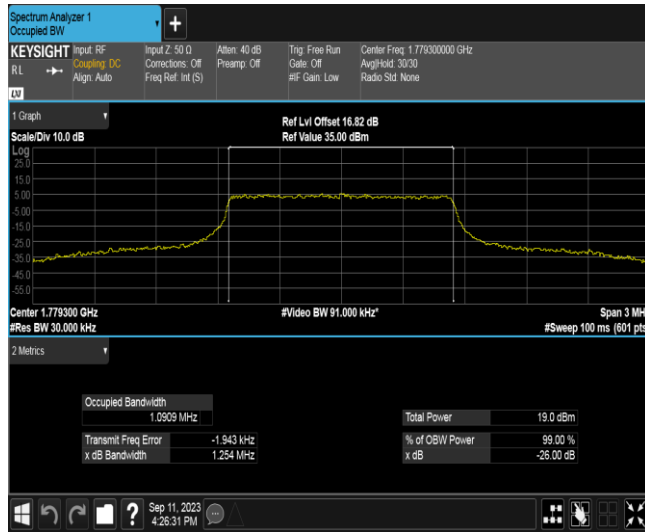 Spectrum Analyzer 1
Occupied BW
+
KEYSIGHT
RL
LXI
Input: RF
Coupling: DC
Align: Auto
Input Z: 50 Ω
Corrections: Off
Freq Ref: Int (S)
Atten: 40 dB
Preamp: Off
Trig: Free Run
Gate: Off
#IF Gain: Low
Center Freq: 1.779300000 GHz
Avg|Hold: 30/30
Radio Std: None
1 Graph
Scale/Div 10.0 dB
Ref Lvl Offset 16.82 dB
Ref Value 35.00 dBm
Log
25.0
15.0
5.00
-5.00
-15.0
-25.0
-35.0
-45.0
-55.0
Center 1.779300 GHz
#Res BW 30.000 kHz
#Video BW 91.000 kHz*
Span 3 MH
#Sweep 100 ms (601 pts
2 Metrics
Occupied Bandwidth
1.0909 MHz
Transmit Freq Error -1.943 kHz
x dB Bandwidth 1.254 MHz
Total Power 19.0 dBm
% of OBW Power 99.00 %
x dB -26.00 dB
?
Sep 11, 2023
4:26:31 PM